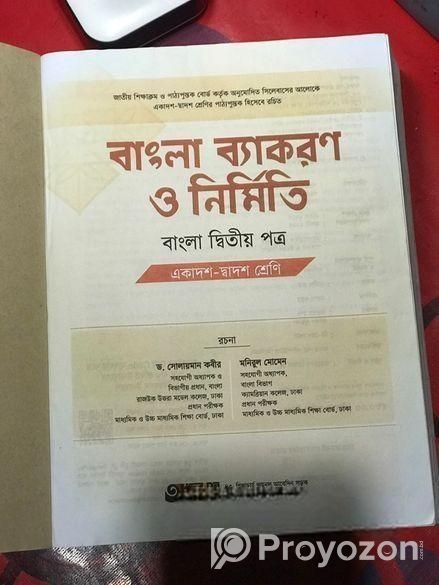 জাতীয় শিক্ষাক্রম ও পাঠ্যপুস্তক বোর্ড কর্তৃক অনুমোদিত সিলেবাসের আলোকে
একাদশ-দ্বাদশ শ্রেণির পাঠ্যপুস্তক হিসেবে রচিত
বাংলা ব্যাকরণ
ও নির্মিতি
বাংলা দ্বিতীয় পত্র
একাদশ-দ্বাদশ শ্রেণি
রচনা
ড. সোলায়মান কবীর
সহযোগী অধ্যাপক ও
বিভাগীয় প্রধান, বাংলা
রাজউক উত্তরা মডেল কলেজ, ঢাকা
প্রধান পরীক্ষক
মাধ্যমিক ও উচ্চ মাধ্যমিক শিক্ষা বোর্ড, ঢাকা
মনিরুল মোমেন
সহযোগী অধ্যাপক,
বাংলা বিভাগ
ক্যামব্রিয়ান কলেজ, ঢাকা
প্রধান পরীক্ষক
মাধ্যমিক ও উচ্চ মাধ্যমিক শিক্ষা বোর্ড, ঢাকা
Proyozon